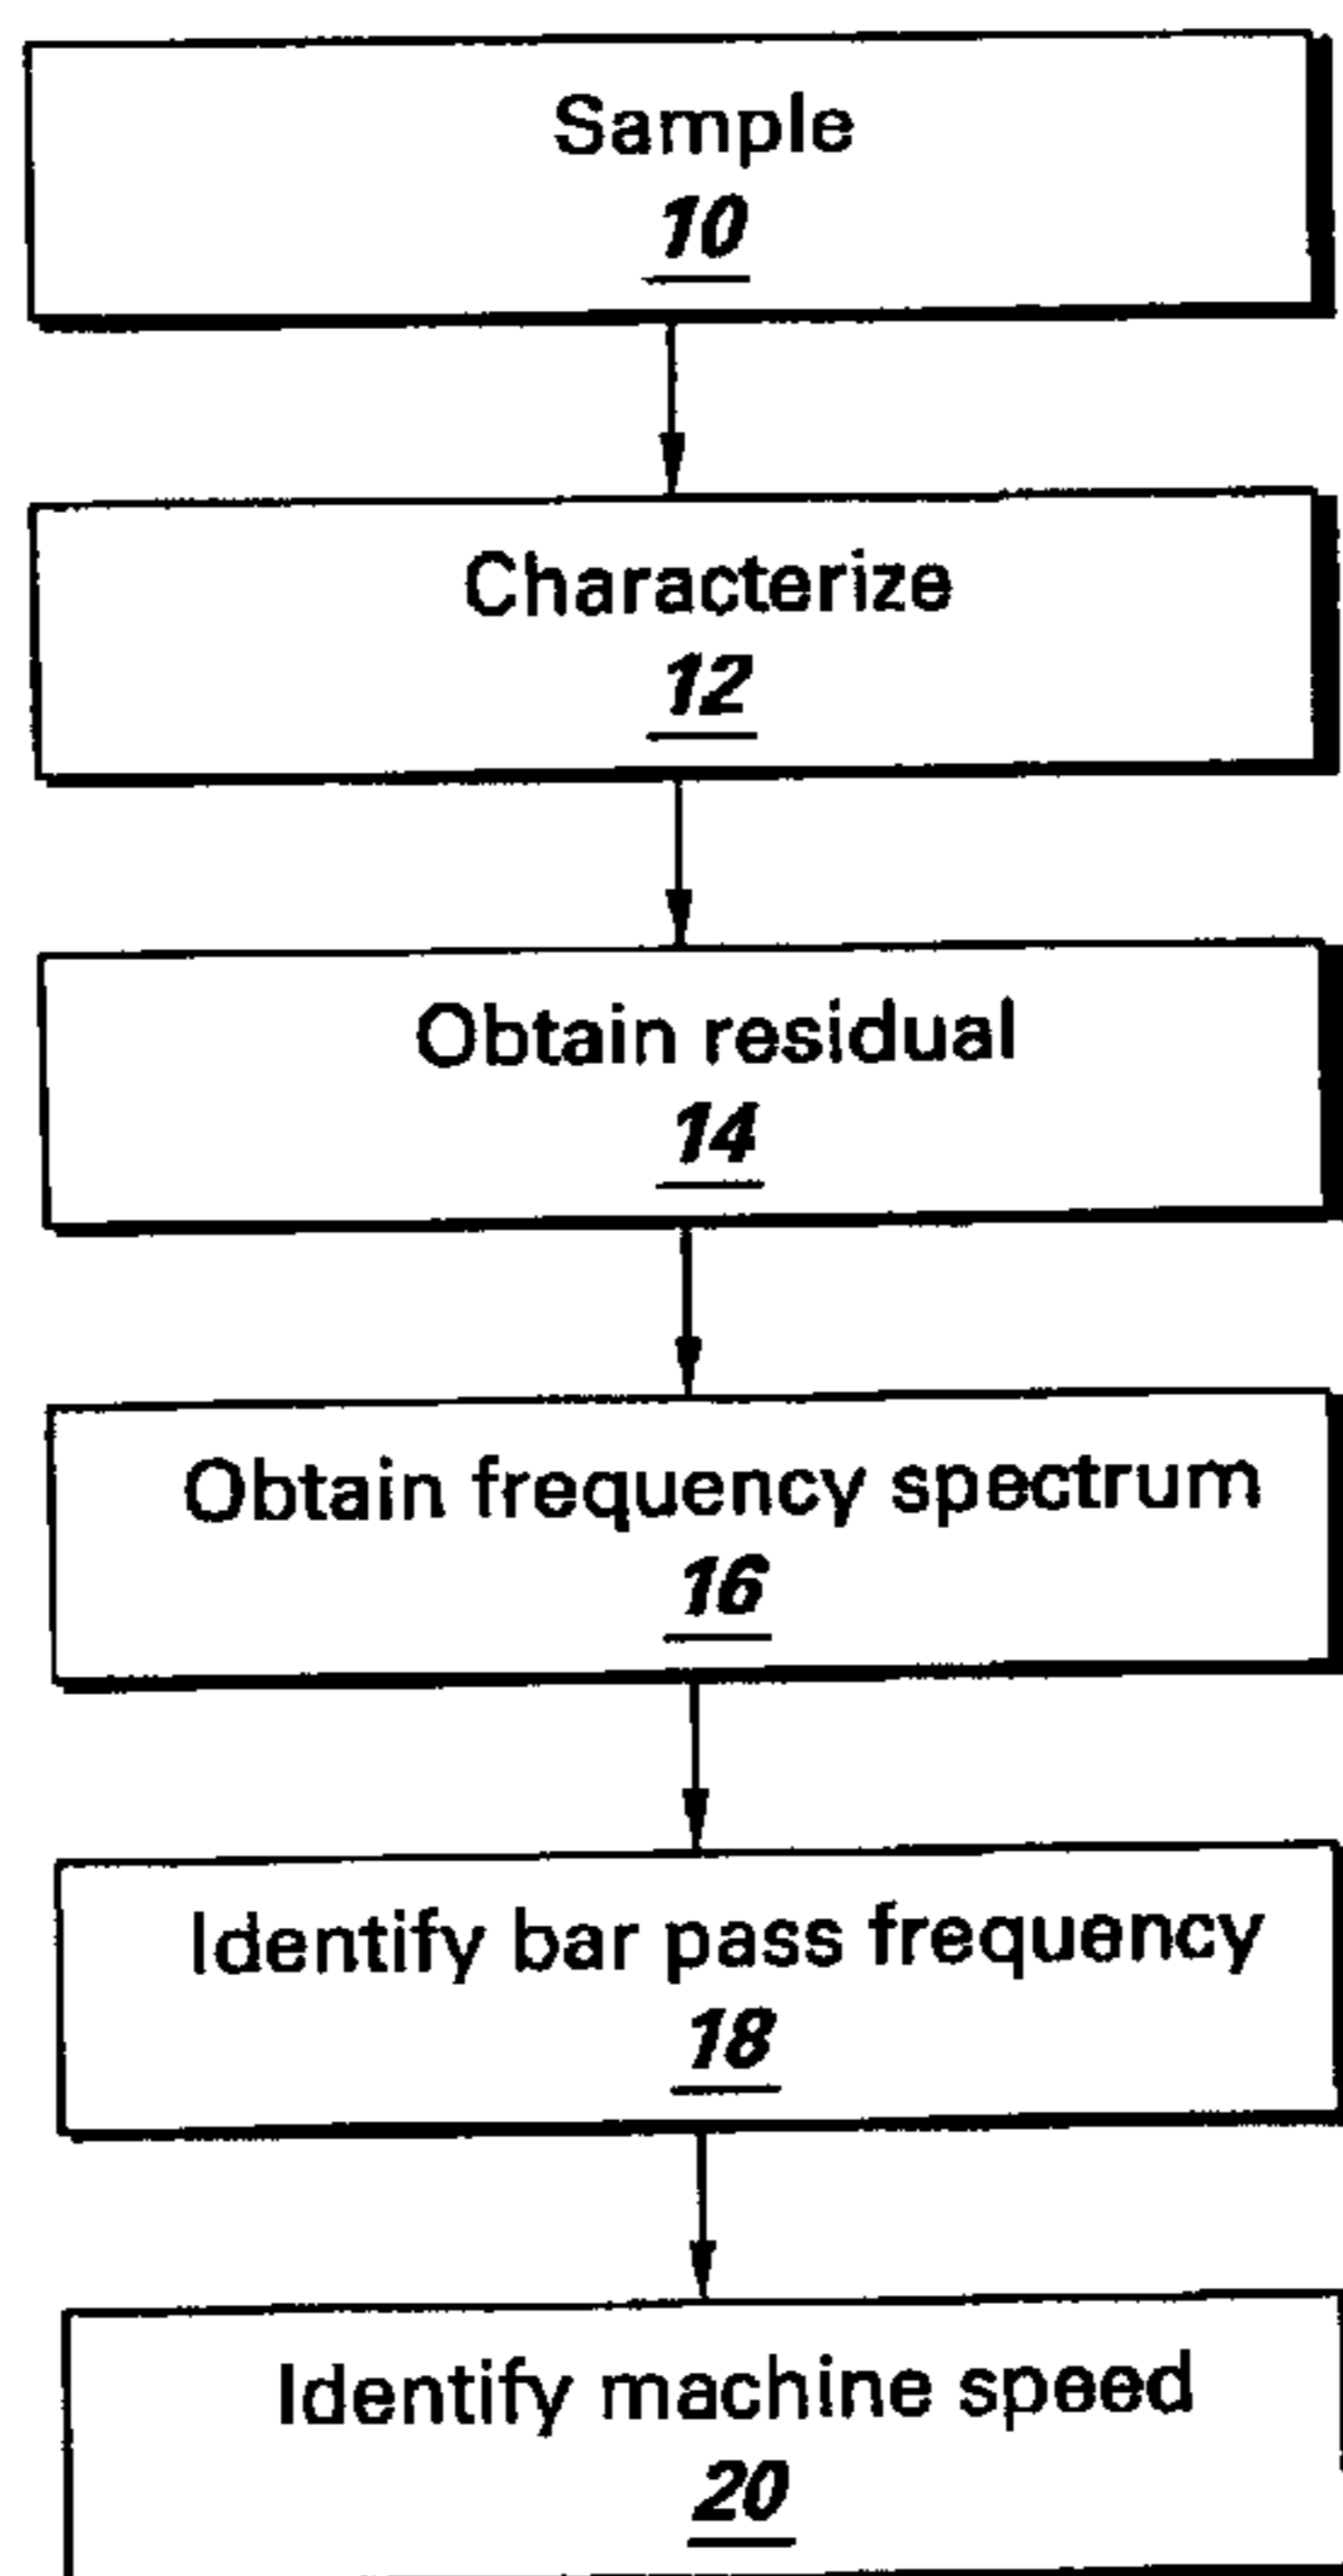 Sample
10
Characterize
12
Obtain residual
14
Obtain frequency spectrum
16
Identify bar pass frequency
18
Identify machine speed
20